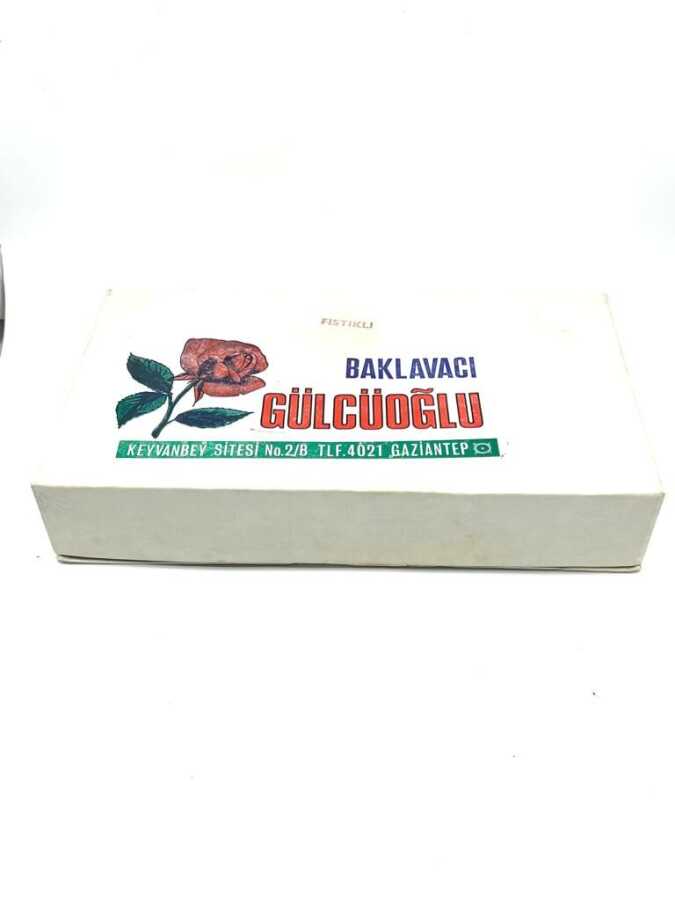 FISTIKLI
BAKLAVACI
GÜLCÜOĞLU
KEYVANBEY SİTESİ No.2/B TLF.4021 GAZİANTEP